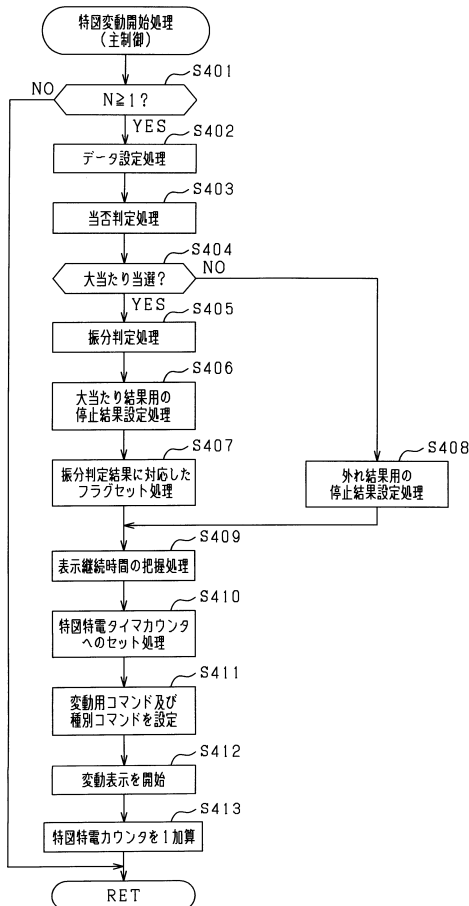 特図変動開始処理
(主制御)
S401
NO
N≧1?
YES
S402
データ設定処理
S403
当否判定処理
S404
大当たり当選?
NO
YES
S405
振分判定処理
S406
大当たり結果用の
停止結果設定処理
S407
振分判定結果に対応した
フラグセット処理
S408
外れ結果用の
停止結果設定処理
S409
表示継続時間の把握処理
S410
特図特電タイマカウンタ
へのセット処理
S411
変動用コマンド及び
種別コマンドを設定
S412
変動表示を開始
S413
特図特電カウンタを1加算
RET